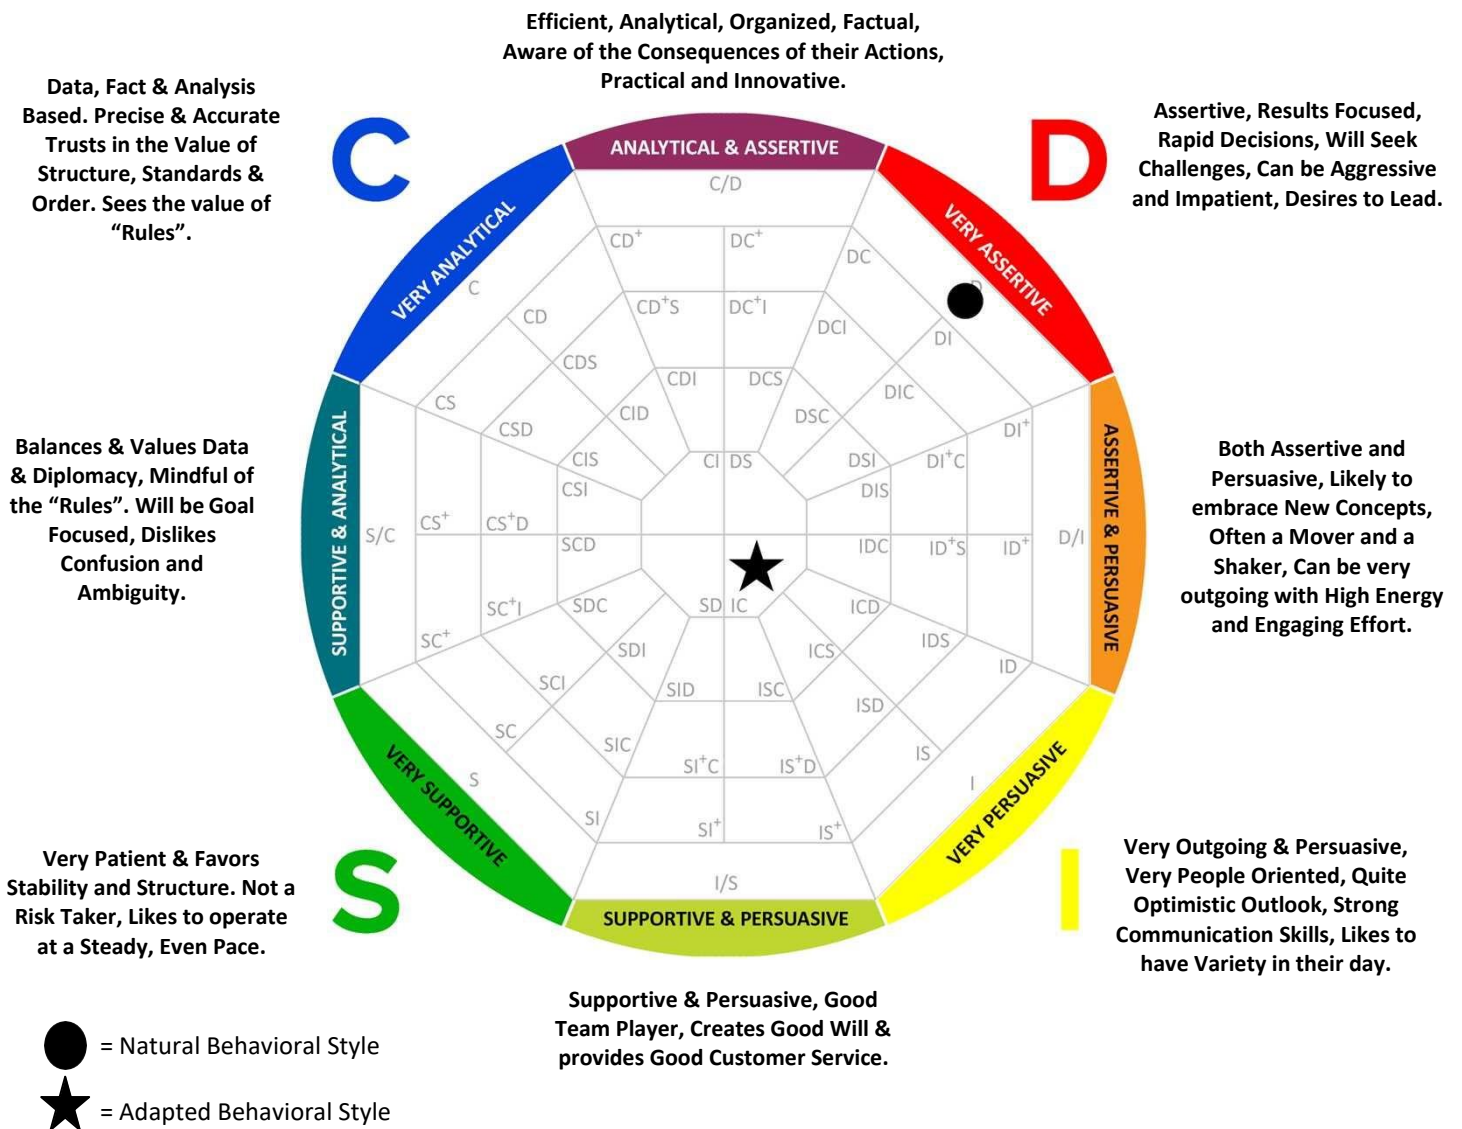 Efficient, Analytical, Organized, Factual,
Aware of the Consequences of their Actions,
Practical and Innovative.
Data, Fact & Analysis
Based. Precise & Accurate
Trusts in the Value of
Structure, Standards &
Order. Sees the value of
“Rules”.
C
D
Assertive, Results Focused,
Rapid Decisions, Will Seek
Challenges, Can be Aggressive
and Impatient, Desires to Lead.
ANALYTICAL & ASSERTIVE
VERY ANALYTICAL
VERY ASSERTIVE
C/D
CD+
DC+
DC
C
D
CD
CD+S
DC+I
DCI
DI
CDS
CDI
DCS
DIC
CS
CID
DSC
CSD
DI+
CIS
CI
DS
DSI
DI+C
CSI
DIS
Balances & Values Data
& Diplomacy, Mindful of
the “Rules”. Will be Goal
Focused, Dislikes
Confusion and
Ambiguity.
SUPPORTIVE & ANALYTICAL
ASSERTIVE & PERSUASIVE
Both Assertive and
Persuasive, Likely to
embrace New Concepts,
Often a Mover and a
Shaker, Can be very
outgoing with High Energy
and Engaging Effort.
S/C
CS+
CS+D
SCD
IDC
ID+S
ID+
D/I
SC+I
SDC
SD
IC
ICD
SC+
SDI
ICS
IDS
SCI
SID
ISC
ID
ISD
SC
SIC
SI+C
IS+D
IS
S
I
SI
SI+
IS+
I/S
VERY SUPPORTIVE
VERY PERSUASIVE
SUPPORTIVE & PERSUASIVE
S
I
Very Patient & Favors
Stability and Structure. Not a
Risk Taker, Likes to operate
at a Steady, Even Pace.
Very Outgoing & Persuasive,
Very People Oriented, Quite
Optimistic Outlook, Strong
Communication Skills, Likes to
have Variety in their day.
Supportive & Persuasive, Good
Team Player, Creates Good Will &
provides Good Customer Service.
= Natural Behavioral Style
= Adapted Behavioral Style